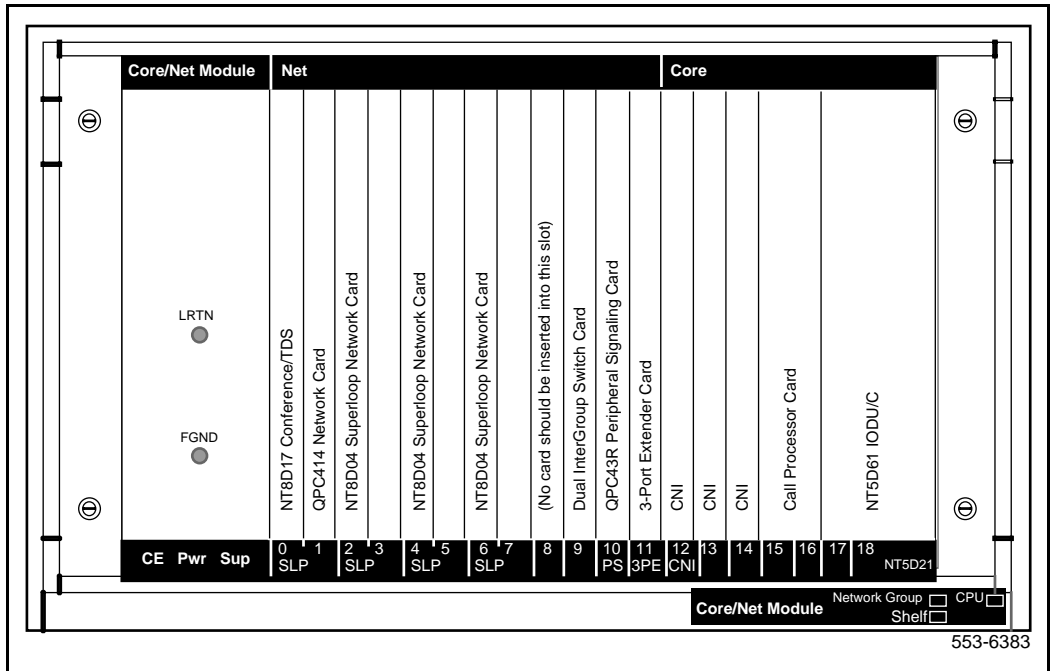 Core/Net Module Net Core
LRTN
FGND
NT8D17 Conference/TDS
QPC414 Network Card
NT8D04 Superloop Network Card
NT8D04 Superloop Network Card
NT8D04 Superloop Network Card
(No card should be inserted into this slot)
Dual InterGroup Switch Card
QPC43R Peripheral Signaling Card
3-Port Extender Card
CNI
CNI
CNI
Call Processor Card
NT5D61 IODU/C
CE Pwr Sup
0 1 2 3 4 5 6 7 8 9 10 11 12 13 14 15 16 17 18
SLP SLP SLP SLP PS 3PE CNI NT5D21
Core/Net Module
Network Group CPU
Shelf
553-6383